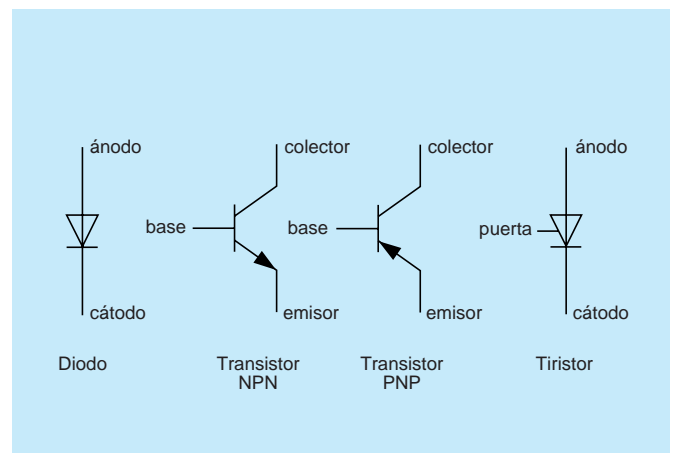 ánodo
cátodo
Diodo
colector
base
emisor
Transistor
NPN
colector
base
emisor
Transistor
PNP
ánodo
puerta
cátodo
Tiristor